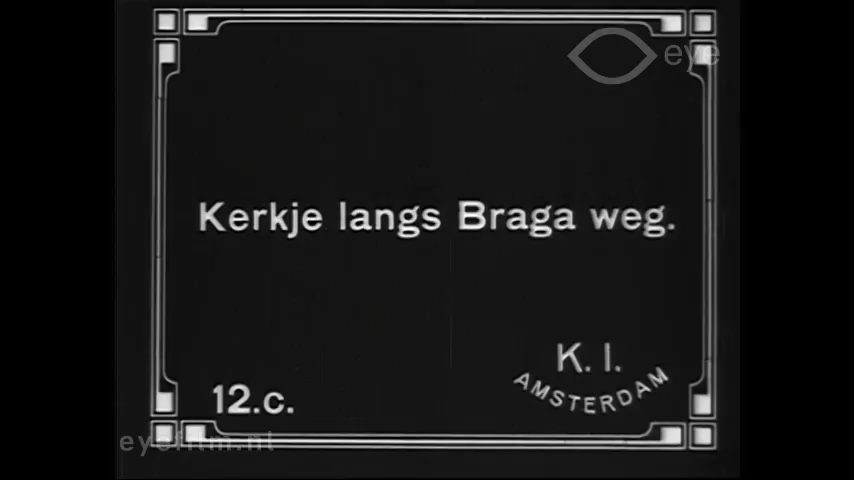 eye
Kerkje langs Braga weg.
K. I.
AMSTERDAM
12.c.
eyefilm.nl